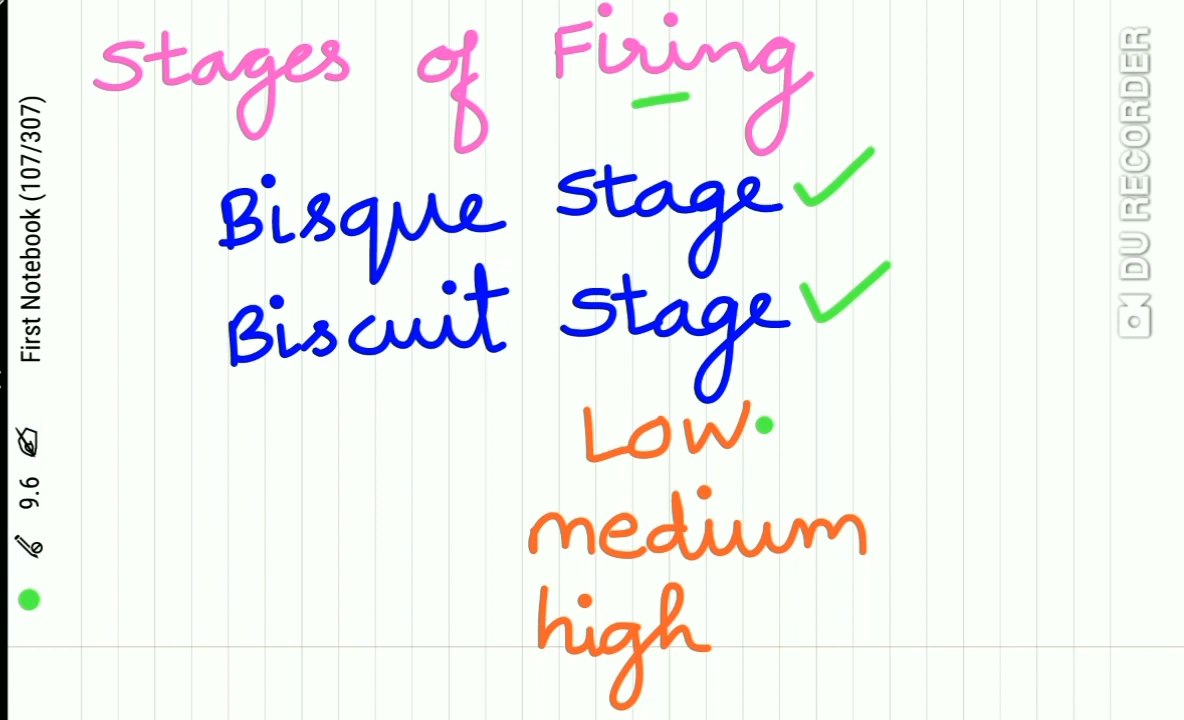 Stages of Firing
Bisque Stage ✓
Biscuit Stage ✓
Low
medium
high
First Notebook (107/307)
9.6
DU RECORDER